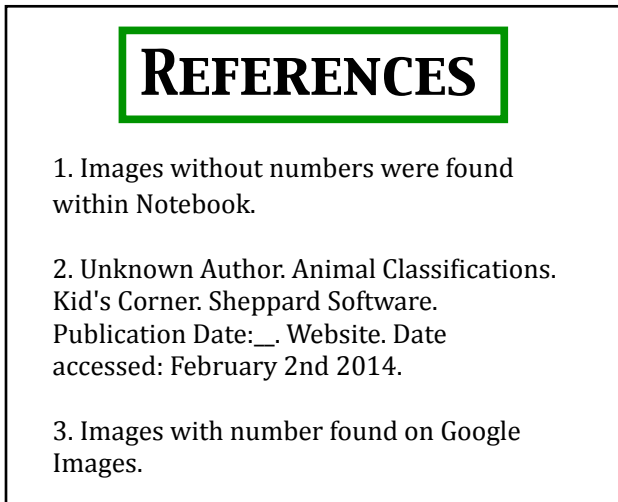 REFERENCES
1. Images without numbers were found
within Notebook.
2. Unknown Author. Animal Classifications.
Kid's Corner. Sheppard Software.
Publication Date:__. Website. Date
accessed: February 2nd 2014.
3. Images with number found on Google
Images.